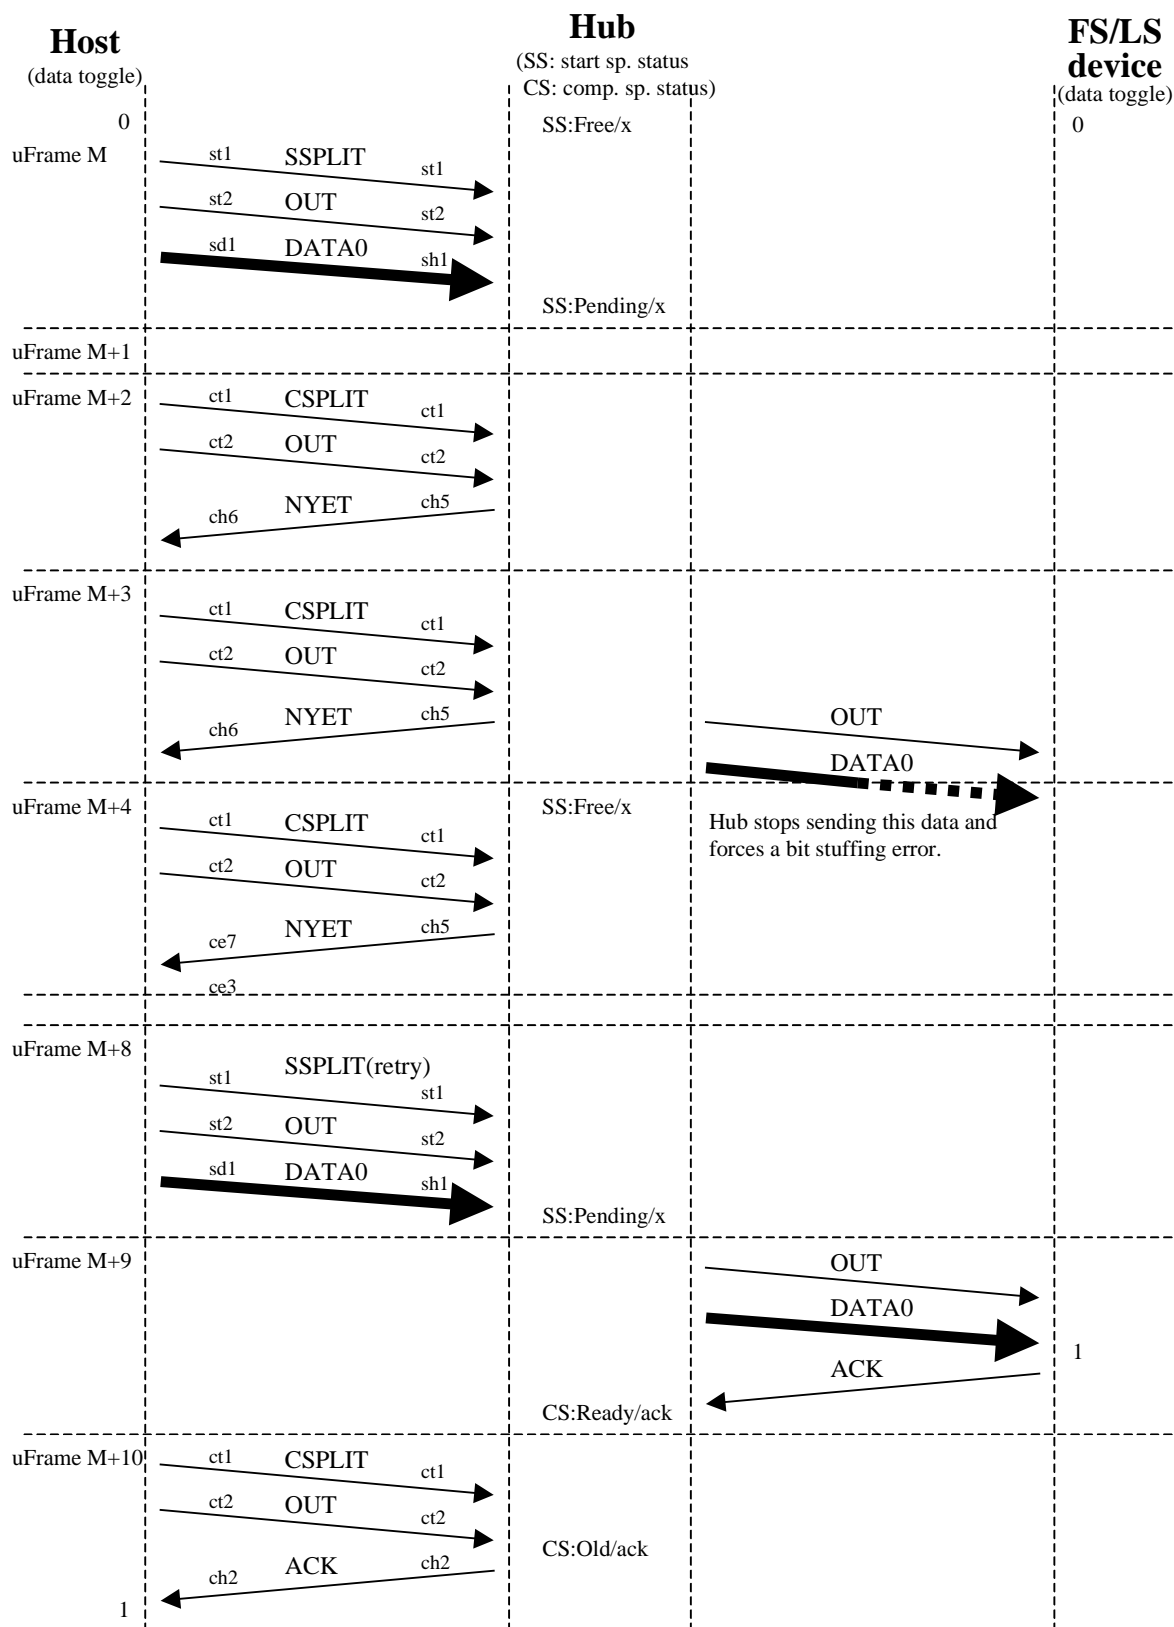 Host
(data toggle)
Hub
(SS: start sp. status
CS: comp. sp. status)
FS/LS
device
(data toggle)
0
SS:Free/x
0
uFrame M
st1 SSPLIT st1
st2 OUT st2
sd1 DATA0 sh1
SS:Pending/x
uFrame M+1
uFrame M+2
ct1 CSPLIT ct1
ct2 OUT ct2
ch6 NYET ch5
uFrame M+3
ct1 CSPLIT ct1
ct2 OUT ct2
ch6 NYET ch5
OUT
DATA0
uFrame M+4
SS:Free/x
Hub stops sending this data and
forces a bit stuffing error.
ct1 CSPLIT ct1
ct2 OUT ct2
ce7 NYET ch5
ce3
uFrame M+8
SSPLIT(retry)
st1 st1
st2 OUT st2
sd1 DATA0 sh1
SS:Pending/x
uFrame M+9
OUT
DATA0
1
ACK
CS:Ready/ack
uFrame M+10
ct1 CSPLIT ct1
ct2 OUT ct2
CS:Old/ack
ch2 ACK ch2
1